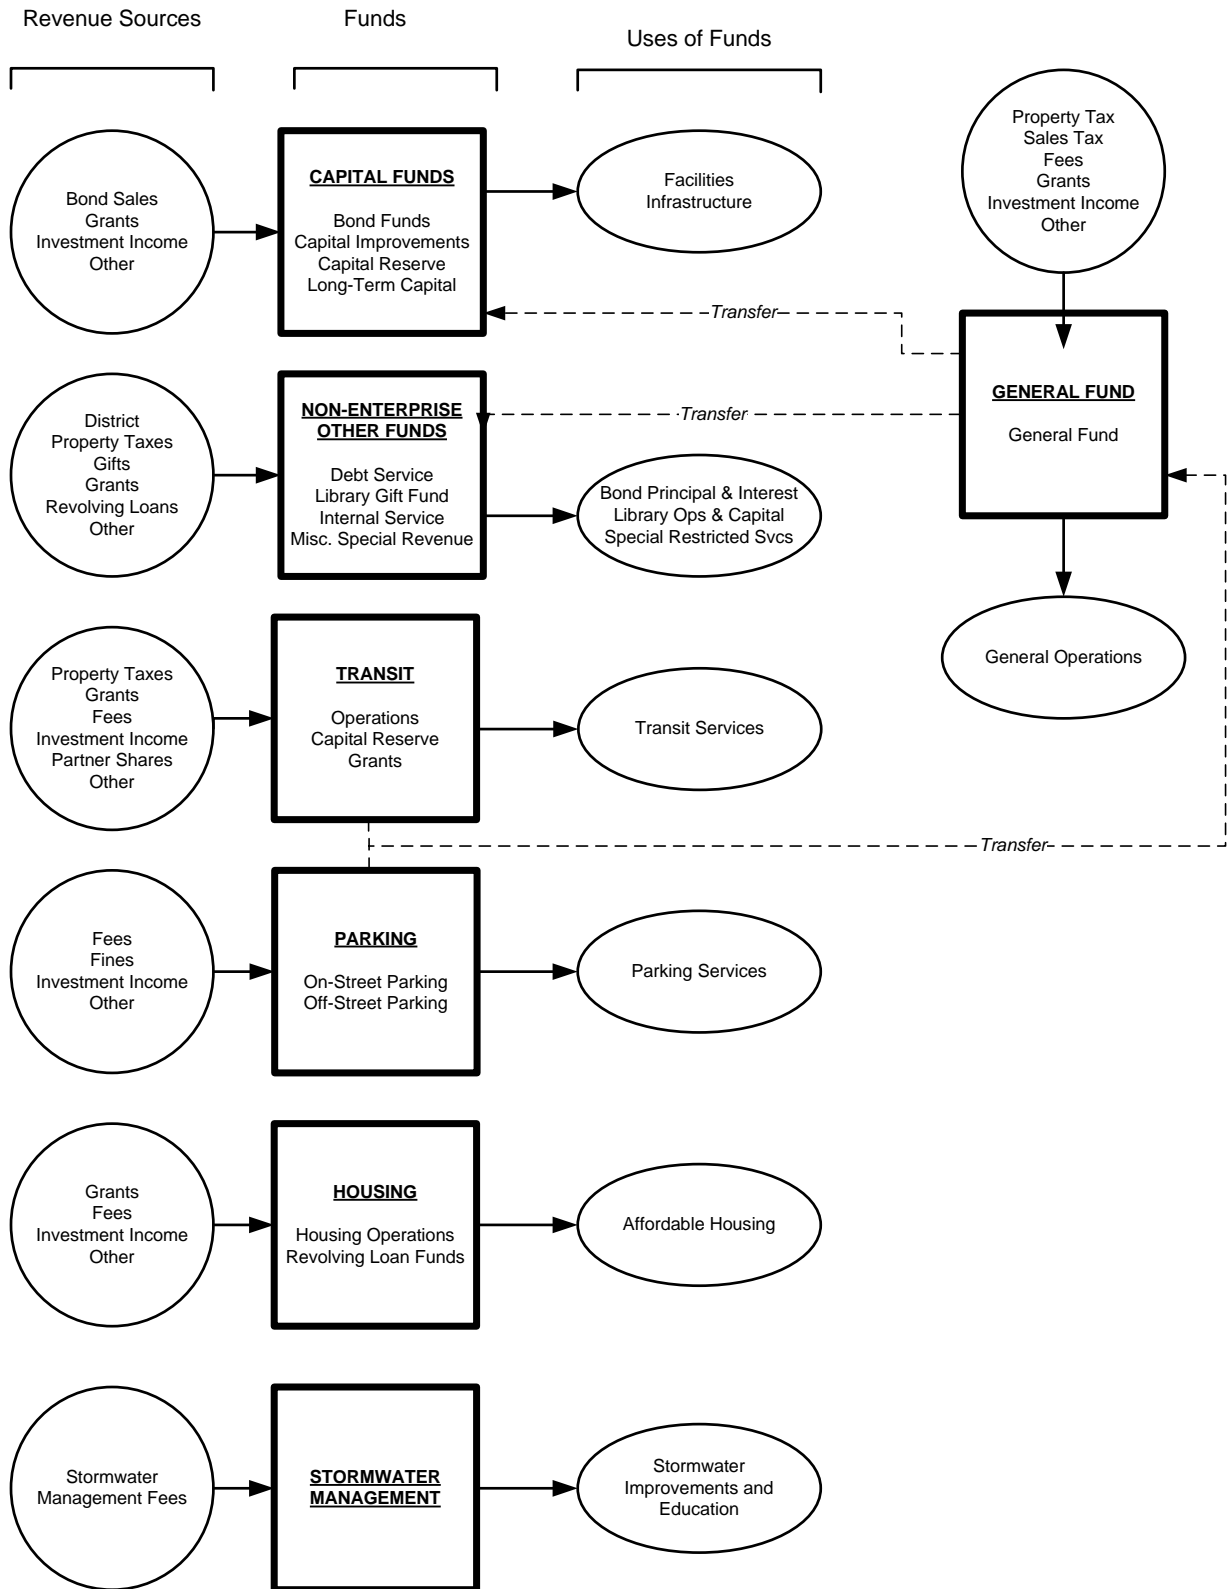 Revenue Sources
Funds
Uses of Funds
Bond Sales
Grants
Investment Income
Other
CAPITAL FUNDS
Bond Funds
Capital Improvements
Capital Reserve
Long-Term Capital
Facilities
Infrastructure
Property Tax
Sales Tax
Fees
Grants
Investment Income
Other
Transfer
GENERAL FUND
General Fund
District
Property Taxes
Gifts
Grants
Revolving Loans
Other
NON-ENTERPRISE
OTHER FUNDS
Debt Service
Library Gift Fund
Internal Service
Misc. Special Revenue
Transfer
Bond Principal & Interest
Library Ops & Capital
Special Restricted Svcs
General Operations
Property Taxes
Grants
Fees
Investment Income
Partner Shares
Other
TRANSIT
Operations
Capital Reserve
Grants
Transit Services
Transfer
Fees
Fines
Investment Income
Other
PARKING
On-Street Parking
Off-Street Parking
Parking Services
Grants
Fees
Investment Income
Other
HOUSING
Housing Operations
Revolving Loan Funds
Affordable Housing
Stormwater
Management Fees
STORMWATER
MANAGEMENT
Stormwater
Improvements and
Education